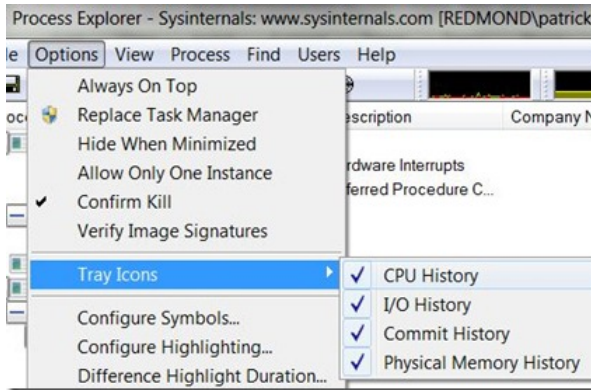 Process Explorer - Sysinternals: www.sysinternals.com [REDMOND\patrick
Options View Process Find Users Help
Always On Top
Replace Task Manager
Hide When Minimized
Allow Only One Instance
Confirm Kill
Verify Image Signatures
Tray Icons
Configure Symbols...
Configure Highlighting...
Difference Highlight Duration...
CPU History
I/O History
Commit History
Physical Memory History
escription Company N
rdware Interrupts
ferred Procedure C...